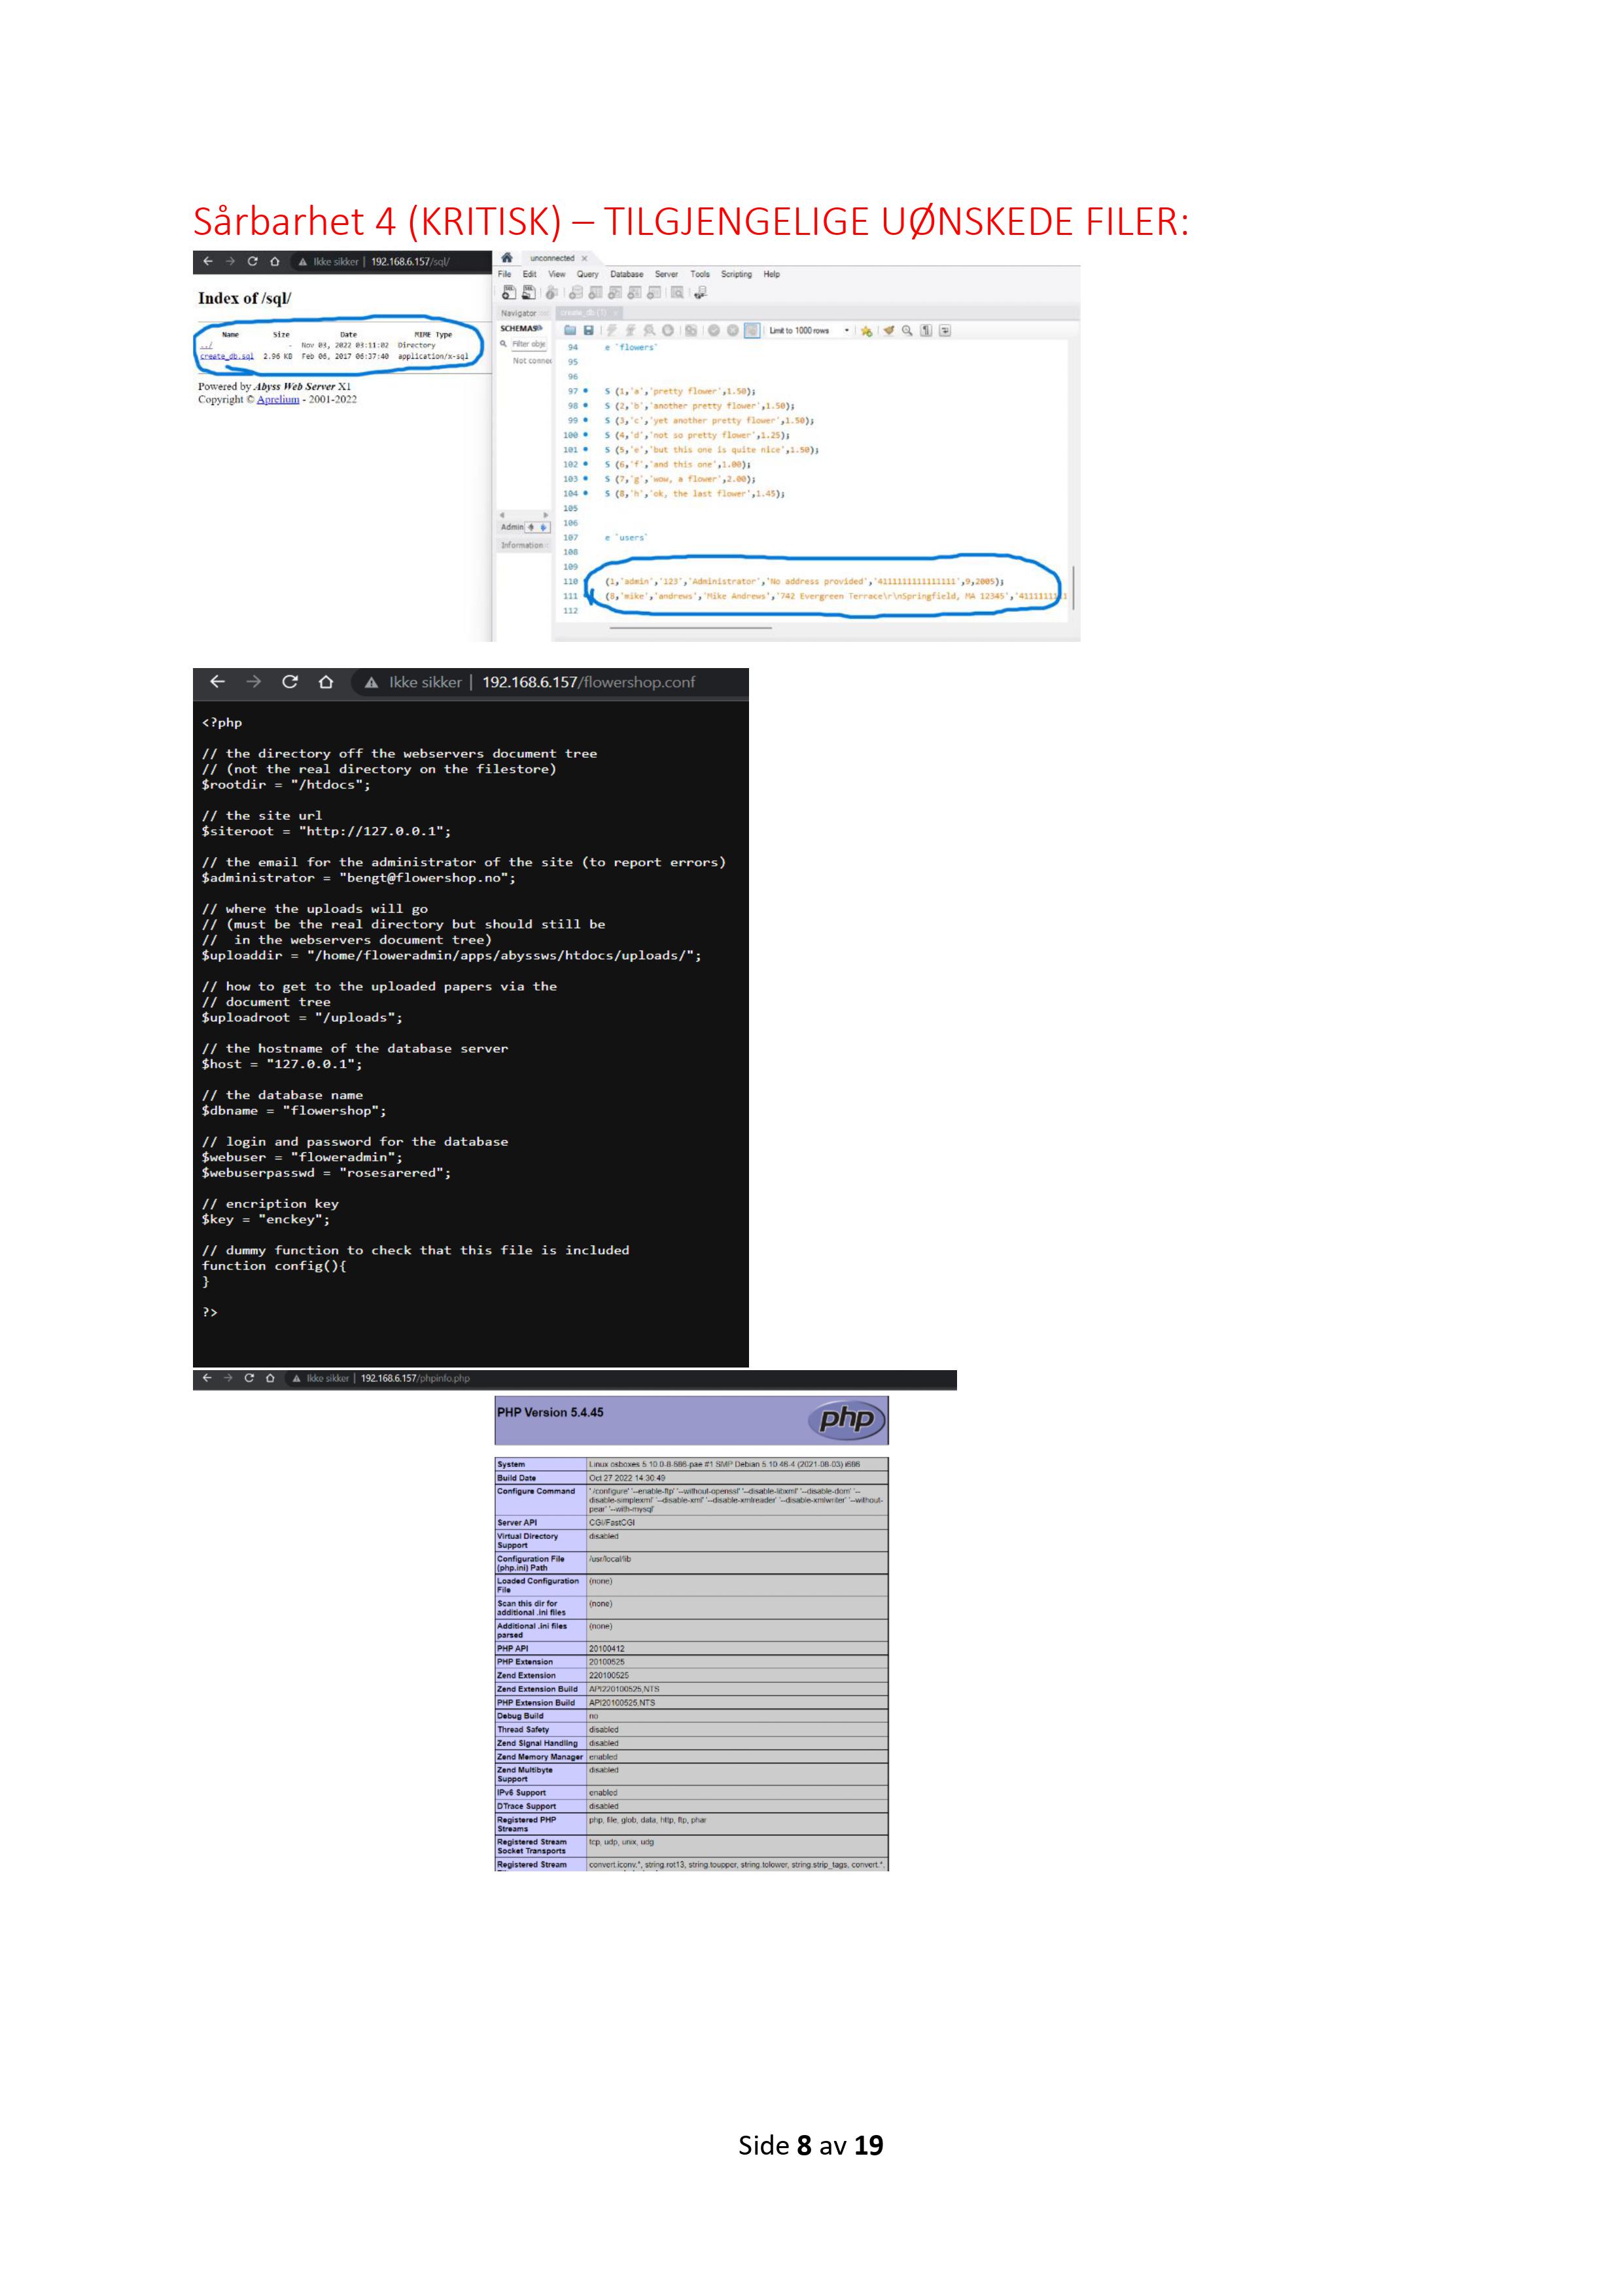 Sårbarhet 4 (KRITISK) – TILGJENGELIGE UØNSKEDE FILER:
Ikke sikker | 192.168.6.157/sql/
Index of /sql/
Name Size Date MIME Type
../ - Nov 03, 2022 03:11:02 Directory
create_db.sql 2.96 KB Feb 06, 2017 06:37:40 application/x-sql
Powered by Abyss Web Server X1
Copyright © Aprelium - 2001-2022
unconnected
File Edit View Query Database Server Tools Scripting Help
Navigator
create_db (1)
SCHEMAS
Limit to 1000 rows
Filter obje
Not connec
Admin
Information
94 e `flowers`
95
96
97 S (1,'a','pretty flower',1.50);
98 S (2,'b','another pretty flower',1.50);
99 S (3,'c','yet another pretty flower',1.50);
100 S (4,'d','not so pretty flower',1.25);
101 S (5,'e','but this one is quite nice',1.50);
102 S (6,'f','and this one',1.00);
103 S (7,'g','wow, a flower',2.00);
104 S (8,'h','ok, the last flower',1.45);
105
106
107 e `users`
108
109
110 (1,'admin','123','Administrator','No address provided','4111111111111111',9,2005);
111 (8,'mike','andrews','Mike Andrews','742 Evergreen Terrace\r\nSpringfield, MA 12345','41111111
112
Ikke sikker | 192.168.6.157/flowershop.conf
<?php
// the directory off the webservers document tree
// (not the real directory on the filestore)
$rootdir = "/htdocs";
// the site url
$siteroot = "http://127.0.0.1";
// the email for the administrator of the site (to report errors)
$administrator = "bengt@flowershop.no";
// where the uploads will go
// (must be the real directory but should still be
// in the webservers document tree)
$uploaddir = "/home/floweradmin/apps/abyssws/htdocs/uploads/";
// how to get to the uploaded papers via the
// document tree
$uploadroot = "/uploads";
// the hostname of the database server
$host = "127.0.0.1";
// the database name
$dbname = "flowershop";
// login and password for the database
$webuser = "floweradmin";
$webuserpasswd = "rosesarered";
// encription key
$key = "enckey";
// dummy function to check that this file is included
function config(){
}
?>
Ikke sikker | 192.168.6.157/phpinfo.php
PHP Version 5.4.45
php
System Linux osboxes 5.10.0-8-686-pae #1 SMP Debian 5.10.46-4 (2021-08-03) i686
Build Date Oct 27 2022 14:30:49
Configure Command './configure' '--enable-ftp' '--without-openssl' '--disable-libxml' '--disable-dom' '--
disable-simplexml' '--disable-xml' '--disable-xmlreader' '--disable-xmlwriter' '--without-
pear' '--with-mysql'
Server API CGI/FastCGI
Virtual Directory Support disabled
Configuration File (php.ini) Path /usr/local/lib
Loaded Configuration File (none)
Scan this dir for additional .ini files (none)
Additional .ini files parsed (none)
PHP API 20100412
PHP Extension 20100525
Zend Extension 220100525
Zend Extension Build API220100525,NTS
PHP Extension Build API20100525,NTS
Debug Build no
Thread Safety disabled
Zend Signal Handling disabled
Zend Memory Manager enabled
Zend Multibyte Support disabled
IPv6 Support enabled
DTrace Support disabled
Registered PHP Streams php, file, glob, data, http, ftp, phar
Registered Stream Socket Transports tcp, udp, unix, udg
Registered Stream convert.iconv.*, string.rot13, string.toupper, string.tolower, string.strip_tags, convert.*,
Side 8 av 19